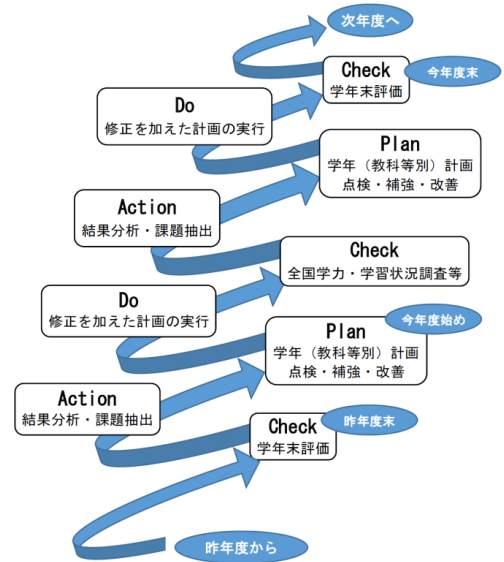 次年度へ
Check
学年末評価
今年度末
Do
修正を加えた計画の実行
Plan
学年（教科等別）計画
点検・補強・改善
Action
結果分析・課題抽出
Check
全国学力・学習状況調査等
Do
修正を加えた計画の実行
今年度始め
Plan
学年（教科等別）計画
点検・補強・改善
Action
結果分析・課題抽出
Check
学年末評価
昨年度末
昨年度から